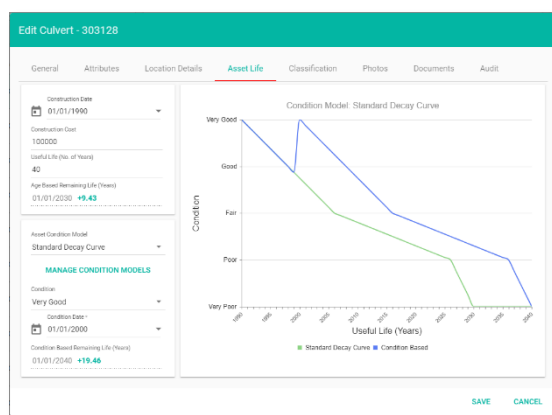 Edit Culvert - 303128
General Attributes Location Details Asset Life Classification Photos Documents Audit
Construction Date
01/01/1990
Construction Cost
100000
Useful Life (No. of Years)
40
Age Based Remaining Life (Years)
01/01/2030 +9.43
Asset Condition Model
Standard Decay Curve
MANAGE CONDITION MODELS
Condition
Very Good
Condition Date *
01/01/2000
Condition Based Remaining Life (Years)
01/01/2040 +19.46
Condition Model: Standard Decay Curve
Very Good
Good
Fair
Poor
Very Poor
Condition
1990 1995 2000 2005 2010 2015 2020 2025 2030 2035 2040
Useful Life (Years)
Standard Decay Curve Condition Based
SAVE CANCEL